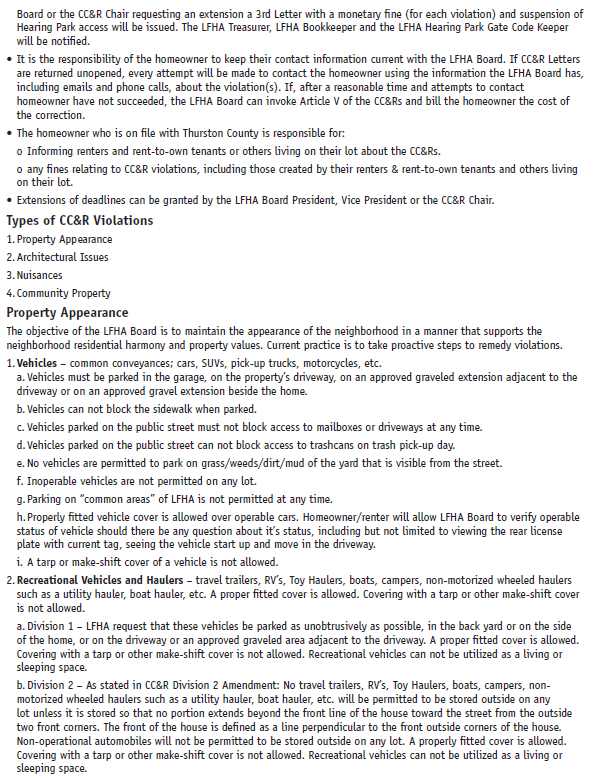 Board or the CC&R Chair requesting an extension a 3rd Letter with a monetary fine (for each violation) and suspension of
Hearing Park access will be issued. The LFHA Treasurer, LFHA Bookkeeper and the LFHA Hearing Park Gate Code Keeper
will be notified.
• It is the responsibility of the homeowner to keep their contact information current with the LFHA Board. If CC&R Letters
are returned unopened, every attempt will be made to contact the homeowner using the information the LFHA Board has,
including emails and phone calls, about the violation(s). If, after a reasonable time and attempts to contact
homeowner have not succeeded, the LFHA Board can invoke Article V of the CC&Rs and bill the homeowner the cost of
the correction.
• The homeowner who is on file with Thurston County is responsible for:
o Informing renters and rent-to-own tenants or others living on their lot about the CC&Rs.
o any fines relating to CC&R violations, including those created by their renters & rent-to-own tenants and others living
on their lot.
• Extensions of deadlines can be granted by the LFHA Board President, Vice President or the CC&R Chair.
Types of CC&R Violations
1. Property Appearance
2. Architectural Issues
3. Nuisances
4. Community Property
Property Appearance
The objective of the LFHA Board is to maintain the appearance of the neighborhood in a manner that supports the
neighborhood residential harmony and property values. Current practice is to take proactive steps to remedy violations.
1. Vehicles – common conveyances; cars, SUVs, pick-up trucks, motorcycles, etc.
a. Vehicles must be parked in the garage, on the property's driveway, on an approved graveled extension adjacent to the
driveway or on an approved gravel extension beside the home.
b. Vehicles can not block the sidewalk when parked.
c. Vehicles parked on the public street must not block access to mailboxes or driveways at any time.
d. Vehicles parked on the public street can not block access to trashcans on trash pick-up day.
e. No vehicles are permitted to park on grass/weeds/dirt/mud of the yard that is visible from the street.
f. Inoperable vehicles are not permitted on any lot.
g. Parking on "common areas" of LFHA is not permitted at any time.
h. Properly fitted vehicle cover is allowed over operable cars. Homeowner/renter will allow LFHA Board to verify operable
status of vehicle should there be any question about it's status, including but not limited to viewing the rear license
plate with current tag, seeing the vehicle start up and move in the driveway.
i. A tarp or make-shift cover of a vehicle is not allowed.
2. Recreational Vehicles and Haulers – travel trailers, RV's, Toy Haulers, boats, campers, non-motorized wheeled haulers
such as a utility hauler, boat hauler, etc. A proper fitted cover is allowed. Covering with a tarp or other make-shift cover
is not allowed.
a. Division 1 – LFHA request that these vehicles be parked as unobtrusively as possible, in the back yard or on the side
of the home, or on the driveway or an approved graveled area adjacent to the driveway. A proper fitted cover is allowed.
Covering with a tarp or other make-shift cover is not allowed. Recreational vehicles can not be utilized as a living or
sleeping space.
b. Division 2 – As stated in CC&R Division 2 Amendment: No travel trailers, RV's, Toy Haulers, boats, campers, non-
motorized wheeled haulers such as a utility hauler, boat hauler, etc. will be permitted to be stored outside on any
lot unless it is stored so that no portion extends beyond the front line of the house toward the street from the outside
two front corners. The front of the house is defined as a line perpendicular to the front outside corners of the house.
Non-operational automobiles will not be permitted to be stored outside on any lot. A properly fitted cover is allowed.
Covering with a tarp or other make-shift cover is not allowed. Recreational vehicles can not be utilized as a living or
sleeping space.